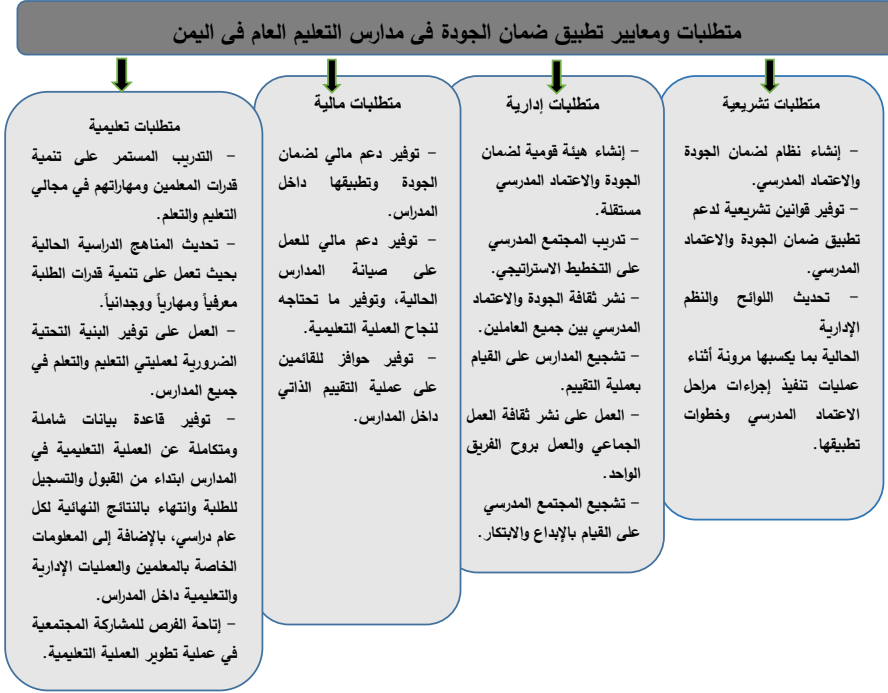 متطلبات ومعايير تطبيق ضمان الجودة فى مدارس التعليم العام فى اليمن
متطلبات تشريعية
– إنشاء نظام لضمان الجودة
والاعتماد المدرسي.
– توفير قوانين تشريعية لدعم
تطبيق ضمان الجودة والاعتماد
المدرسي.
– تحديث اللوائح والنظم
الإدارية
الحالية بما يكسبها مرونة أثناء
عمليات تنفيذ إجراءات مراحل
الاعتماد المدرسي وخطوات
تطبيقها.
متطلبات إدارية
– إنشاء هيئة قومية لضمان
الجودة والاعتماد المدرسي
مستقلة.
– تدريب المجتمع المدرسي
على التخطيط الاستراتيجي.
– نشر ثقافة الجودة والاعتماد
المدرسي بين جميع العاملين.
– تشجيع المدارس على القيام
بعملية التقييم.
– العمل على نشر ثقافة العمل
الجماعي والعمل بروح الفريق
الواحد.
– تشجيع المجتمع المدرسي
على القيام بالإبداع والابتكار.
متطلبات مالية
– توفير دعم مالي لضمان
الجودة وتطبيقها داخل
المدراس.
– توفير دعم مالي للعمل
على صيانة المدارس
الحالية، وتوفير ما تحتاجه
لنجاح العملية التعليمية.
– توفير حوافز للقائمين
على عملية التقييم الذاتي
داخل المدارس.
متطلبات تعليمية
– التدريب المستمر على تنمية
قدرات المعلمين ومهاراتهم في مجالي
التعليم والتعلم.
– تحديث المناهج الدراسية الحالية
بحيث تعمل على تنمية قدرات الطلبة
معرفياً ومهارياً ووجدانياً.
– العمل على توفير البنية التحتية
الضرورية لعمليتي التعليم والتعلم في
جميع المدارس.
– توفير قاعدة بيانات شاملة
ومتكاملة عن العملية التعليمية في
المدارس ابتداء من القبول والتسجيل
للطلبة وانتهاء بالنتائج النهائية لكل
عام دراسي، بالإضافة إلى المعلومات
الخاصة بالمعلمين والعمليات الإدارية
والتعليمية داخل المدراس.
– إتاحة الفرص للمشاركة المجتمعية
في عملية تطوير العملية التعليمية.